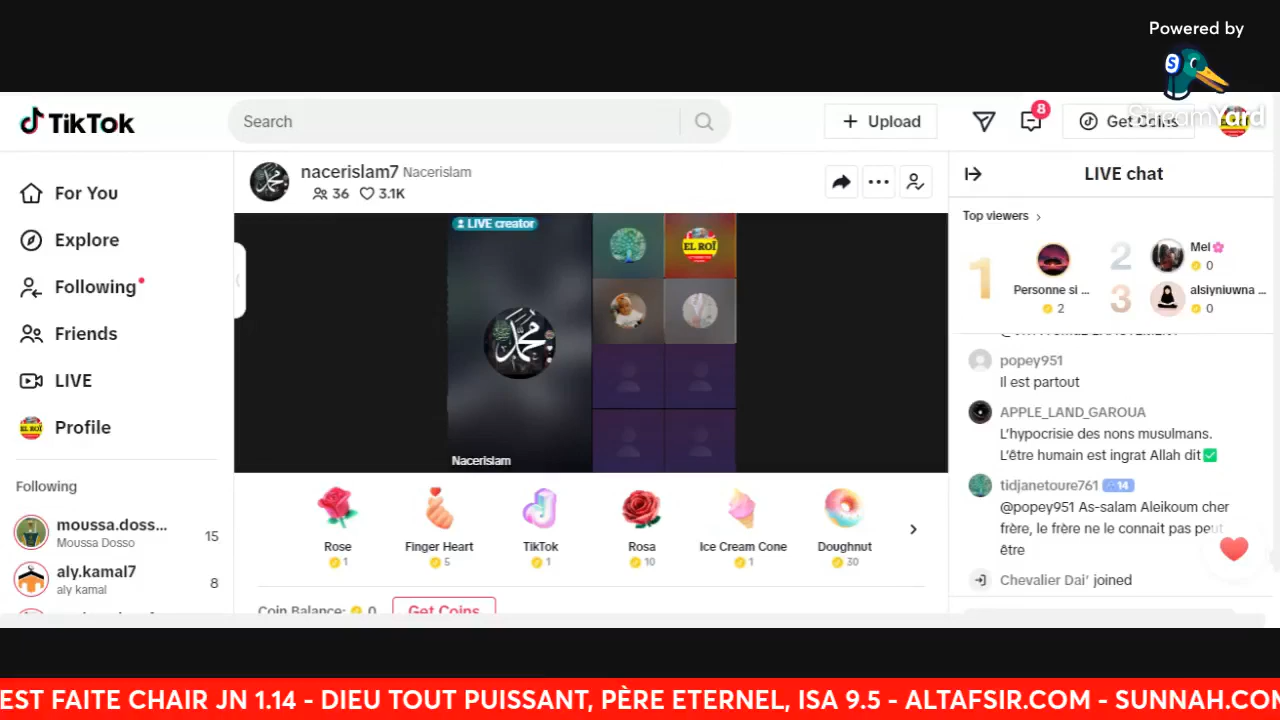 Powered by
StreamYard
TikTok
Search
Upload
8
Get Coins
nacerislam7 Nacerislam
36 3.1K
LIVE chat
For You
Explore
Following
Friends
LIVE
Profile
Following
moussa.doss...
Moussa Dosso
15
aly.kamal7
aly kamal
8
LIVE creator
EL ROÏ
محمد
Nacerislam
Rose
1
Finger Heart
5
TikTok
1
Rosa
10
Ice Cream Cone
1
Doughnut
30
Coin Balance: 0
Get Coins
Top viewers
1
Personne si ...
2
2
Mel
0
3
alsiyniuwna ...
0
popey951
Il est partout
APPLE_LAND_GAROUA
L'hypocrisie des nons musulmans.
L'être humain est ingrat Allah dit✅
tidjanetoure761 14
@popey951 As-salam Aleikoum cher
frère, le frère ne le connait pas peut
être
Chevalier Dai' joined
EST FAITE CHAIR JN 1.14 - DIEU TOUT PUISSANT, PÈRE ETERNEL, ISA 9.5 - ALTAFSIR.COM - SUNNAH.COM